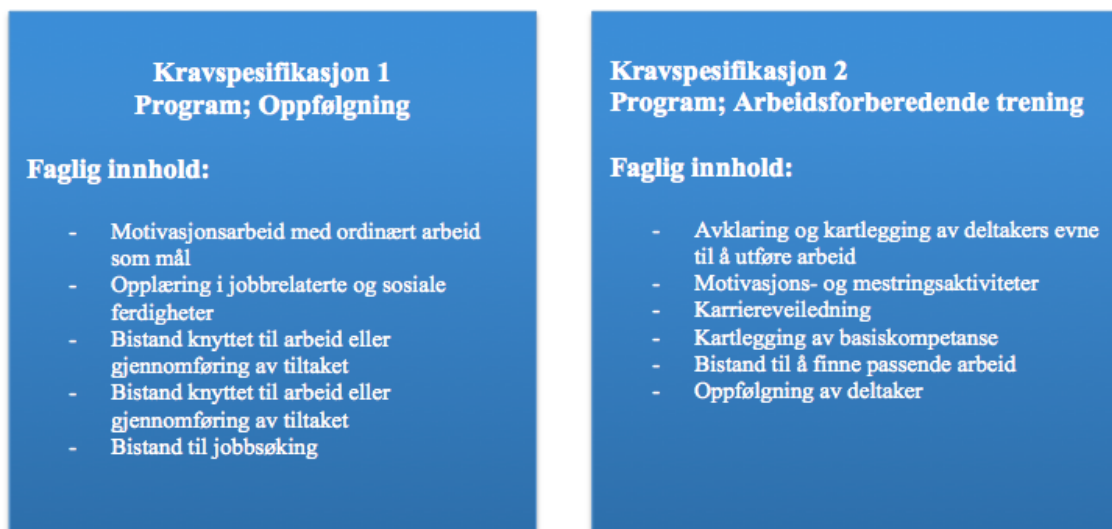 Kravspesifikasjon 1
Program; Oppfølgning
Faglig innhold:
- Motivasjonsarbeid med ordinært arbeid
som mål
- Opplæring i jobbrelaterte og sosiale
ferdigheter
- Bistand knyttet til arbeid eller
gjennomføring av tiltaket
- Bistand knyttet til arbeid eller
gjennomføring av tiltaket
- Bistand til jobbsøking
Kravspesifikasjon 2
Program; Arbeidsforberedende trening
Faglig innhold:
- Avklaring og kartlegging av deltakers evne
til å utføre arbeid
- Motivasjons- og mestringsaktiviteter
- Karriereveiledning
- Kartlegging av basiskompetanse
- Bistand til å finne passende arbeid
- Oppfølgning av deltaker